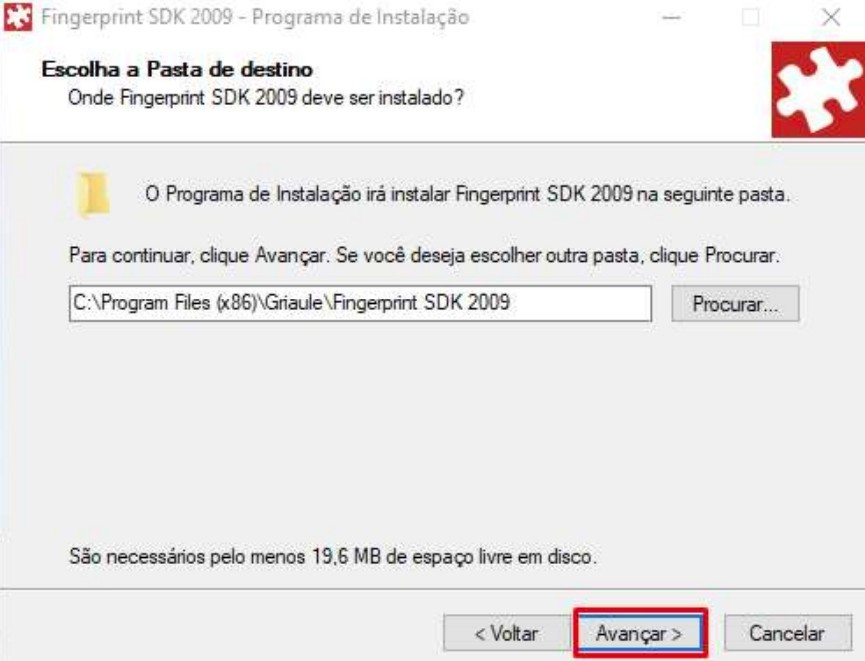 Fingerprint SDK 2009 - Programa de Instalação
Escolha a Pasta de destino
Onde Fingerprint SDK 2009 deve ser instalado?
O Programa de Instalação irá instalar Fingerprint SDK 2009 na seguinte pasta.
Para continuar, clique Avançar. Se você deseja escolher outra pasta, clique Procurar.
C:\Program Files (x86)\Griaule\Fingerprint SDK 2009
Procurar...
São necessários pelo menos 19,6 MB de espaço livre em disco.
< Voltar
Avançar >
Cancelar